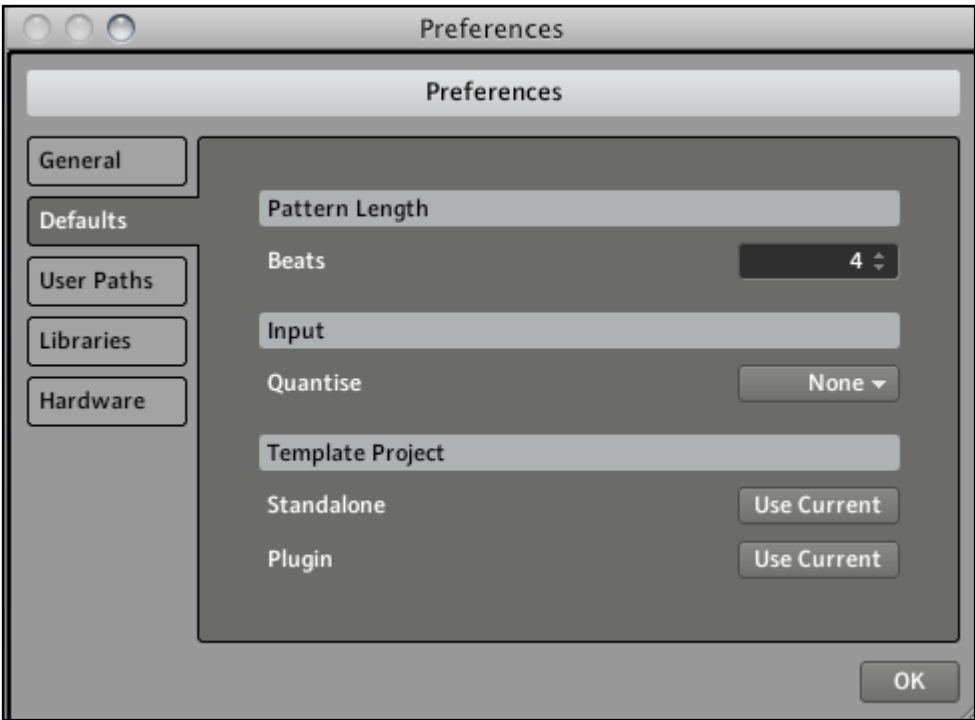 Preferences
Preferences
General
Defaults
User Paths
Libraries
Hardware
Pattern Length
Beats 4
Input
Quantise None
Template Project
Standalone Use Current
Plugin Use Current
OK